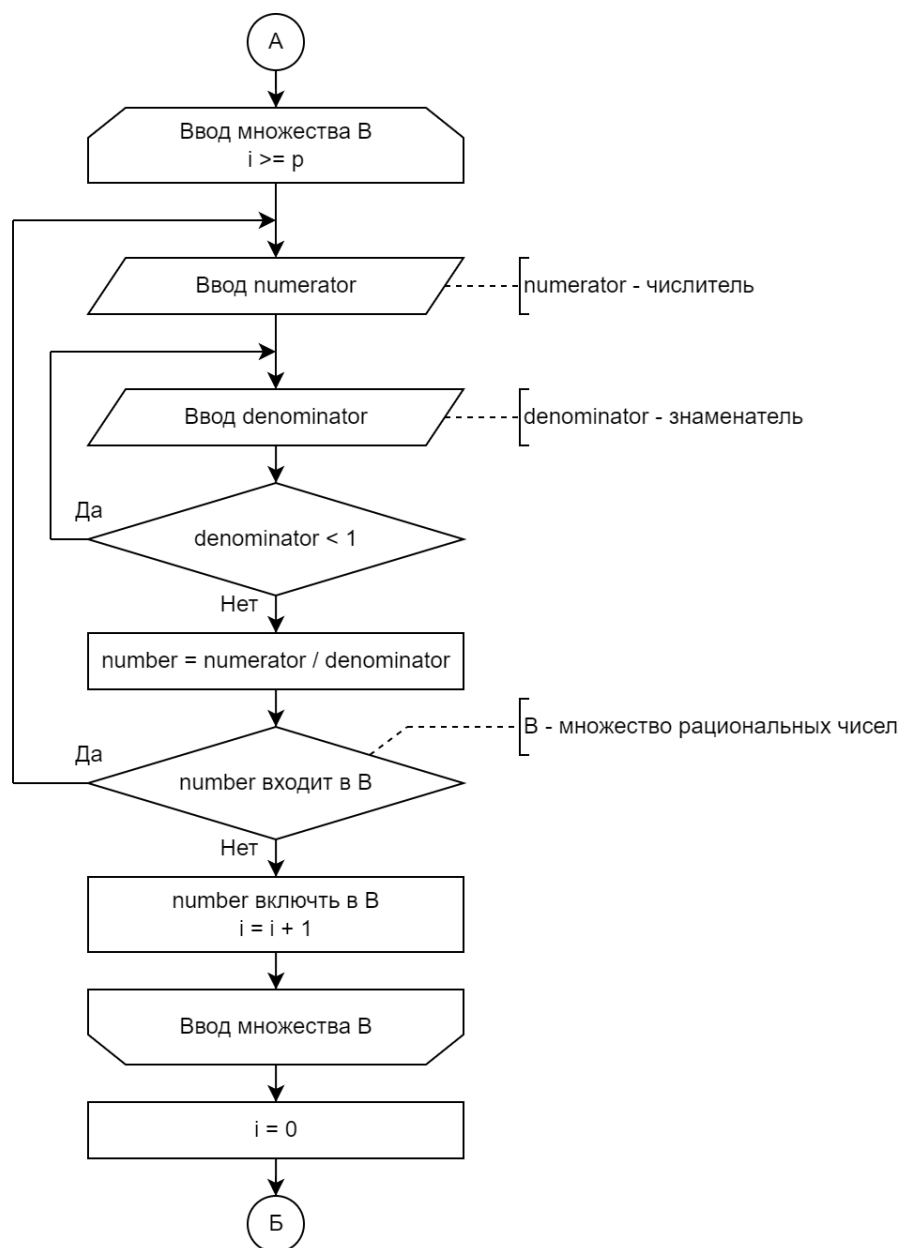 А
Ввод множества B
i >= p
Ввод numerator
numerator - числитель
Ввод denominator
denominator - знаменатель
Да
denominator < 1
Нет
number = numerator / denominator
B - множество рациональных чисел
Да
number входит в B
Нет
number включть в B
i = i + 1
Ввод множества B
i = 0
Б